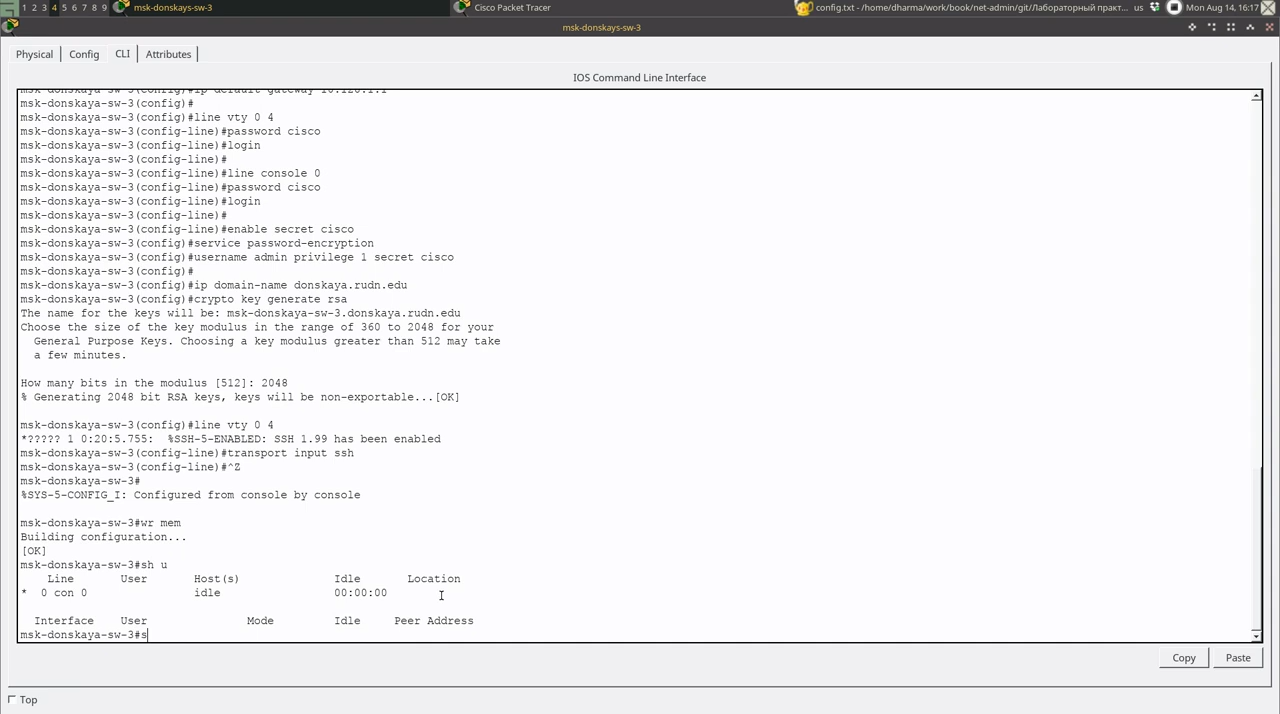 1 2 3 4 5 6 7 8 9 msk-donskays-sw-3 Cisco Packet Tracer config.txt - /home/dharma/work/book/net-admin/git/Лабораторный практ... us Mon Aug 14, 16:17
msk-donskays-sw-3
Physical Config CLI Attributes
IOS Command Line Interface
msk-donskaya-sw-3(config)#ip default-gateway 10.128.1.1
msk-donskaya-sw-3(config)#
msk-donskaya-sw-3(config)#line vty 0 4
msk-donskaya-sw-3(config-line)#password cisco
msk-donskaya-sw-3(config-line)#login
msk-donskaya-sw-3(config-line)#
msk-donskaya-sw-3(config-line)#line console 0
msk-donskaya-sw-3(config-line)#password cisco
msk-donskaya-sw-3(config-line)#login
msk-donskaya-sw-3(config-line)#
msk-donskaya-sw-3(config-line)#enable secret cisco
msk-donskaya-sw-3(config)#service password-encryption
msk-donskaya-sw-3(config)#username admin privilege 1 secret cisco
msk-donskaya-sw-3(config)#
msk-donskaya-sw-3(config)#ip domain-name donskaya.rudn.edu
msk-donskaya-sw-3(config)#crypto key generate rsa
The name for the keys will be: msk-donskaya-sw-3.donskaya.rudn.edu
Choose the size of the key modulus in the range of 360 to 2048 for your
General Purpose Keys. Choosing a key modulus greater than 512 may take
a few minutes.
How many bits in the modulus [512]: 2048
% Generating 2048 bit RSA keys, keys will be non-exportable...[OK]
msk-donskaya-sw-3(config)#line vty 0 4
*????? 1 0:20:5.755: %SSH-5-ENABLED: SSH 1.99 has been enabled
msk-donskaya-sw-3(config-line)#transport input ssh
msk-donskaya-sw-3(config-line)#^Z
msk-donskaya-sw-3#
%SYS-5-CONFIG_I: Configured from console by console
msk-donskaya-sw-3#wr mem
Building configuration...
[OK]
msk-donskaya-sw-3#sh u
Line User Host(s) Idle Location
* 0 con 0 idle 00:00:00
Interface User Mode Idle Peer Address
msk-donskaya-sw-3#s
Copy Paste
Top